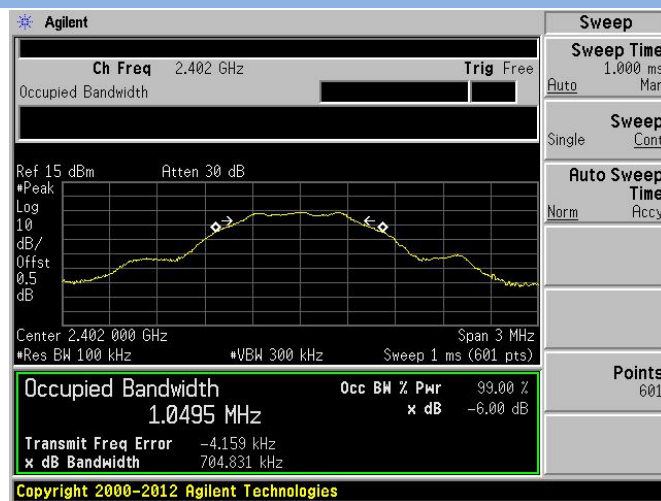 Agilent
Sweep
Ch Freq 2.402 GHz Trig Free
Occupied Bandwidth
Sweep Time
1.000 ms
Auto Man
Sweep
Single Cont
Auto Sweep
Time
Norm Accy
Ref 15 dBm Atten 30 dB
#Peak
Log
10
dB/
Offst
0.5
dB
Center 2.402 000 GHz Span 3 MHz
#Res BW 100 kHz #VBW 300 kHz Sweep 1 ms (601 pts)
Occupied Bandwidth Occ BW % Pwr 99.00 %
1.0495 MHz x dB -6.00 dB
Transmit Freq Error -4.159 kHz
x dB Bandwidth 704.831 kHz
Points
601
Copyright 2000-2012 Agilent Technologies